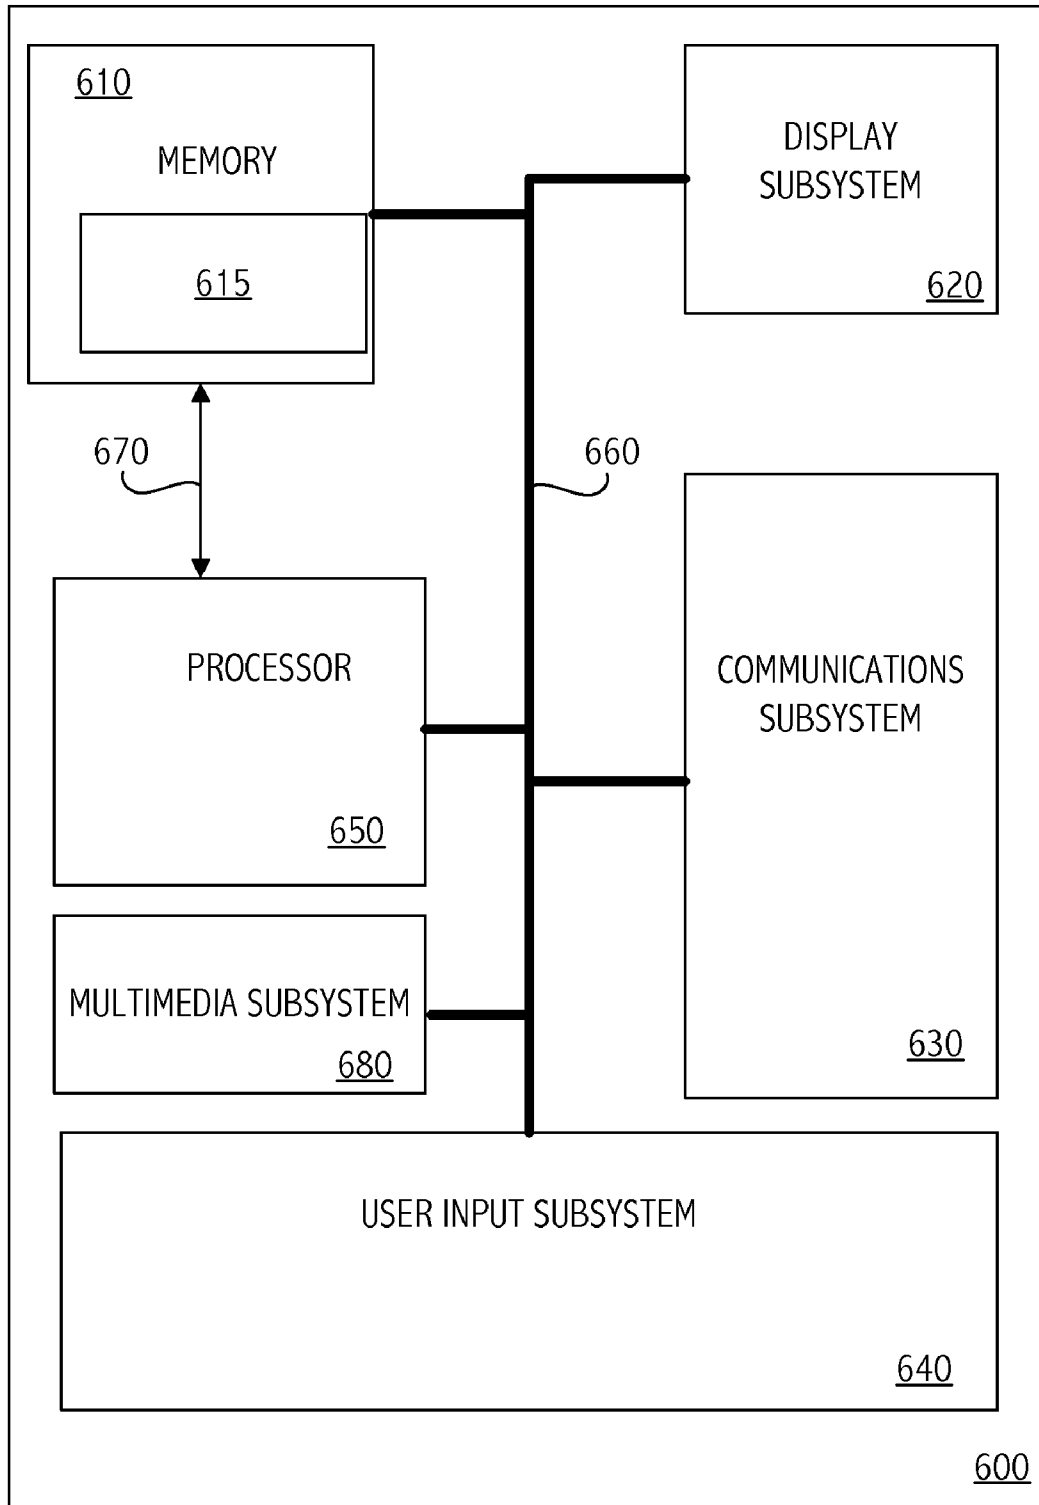 610
MEMORY
615
DISPLAY
SUBSYSTEM
620
670
660
PROCESSOR
650
COMMUNICATIONS
SUBSYSTEM
630
MULTIMEDIA SUBSYSTEM
680
USER INPUT SUBSYSTEM
640
600